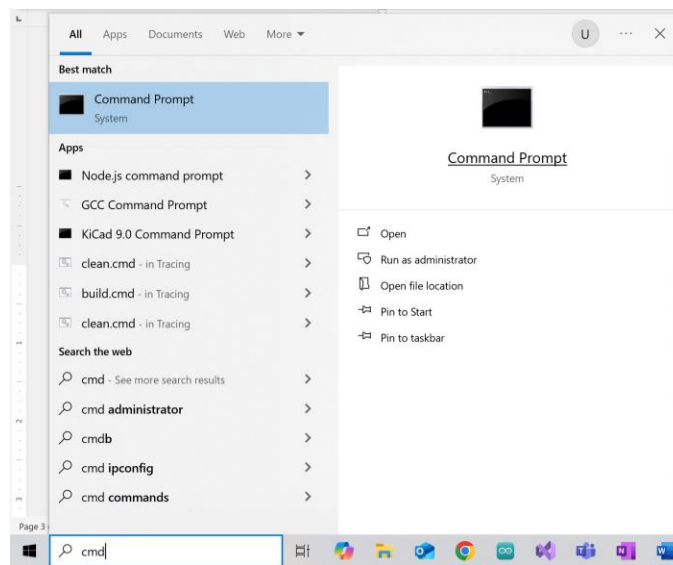 All Apps Documents Web More
U
Best match
Command Prompt
System
Apps
Node.js command prompt
GCC Command Prompt
KiCad 9.0 Command Prompt
clean.cmd - in Tracing
build.cmd - in Tracing
clean.cmd - in Tracing
Search the web
cmd - See more search results
cmd administrator
cmdb
cmd ipconfig
cmd commands
Command Prompt
System
Open
Run as administrator
Open file location
Pin to Start
Pin to taskbar
1
2
3
Page 3
cmd